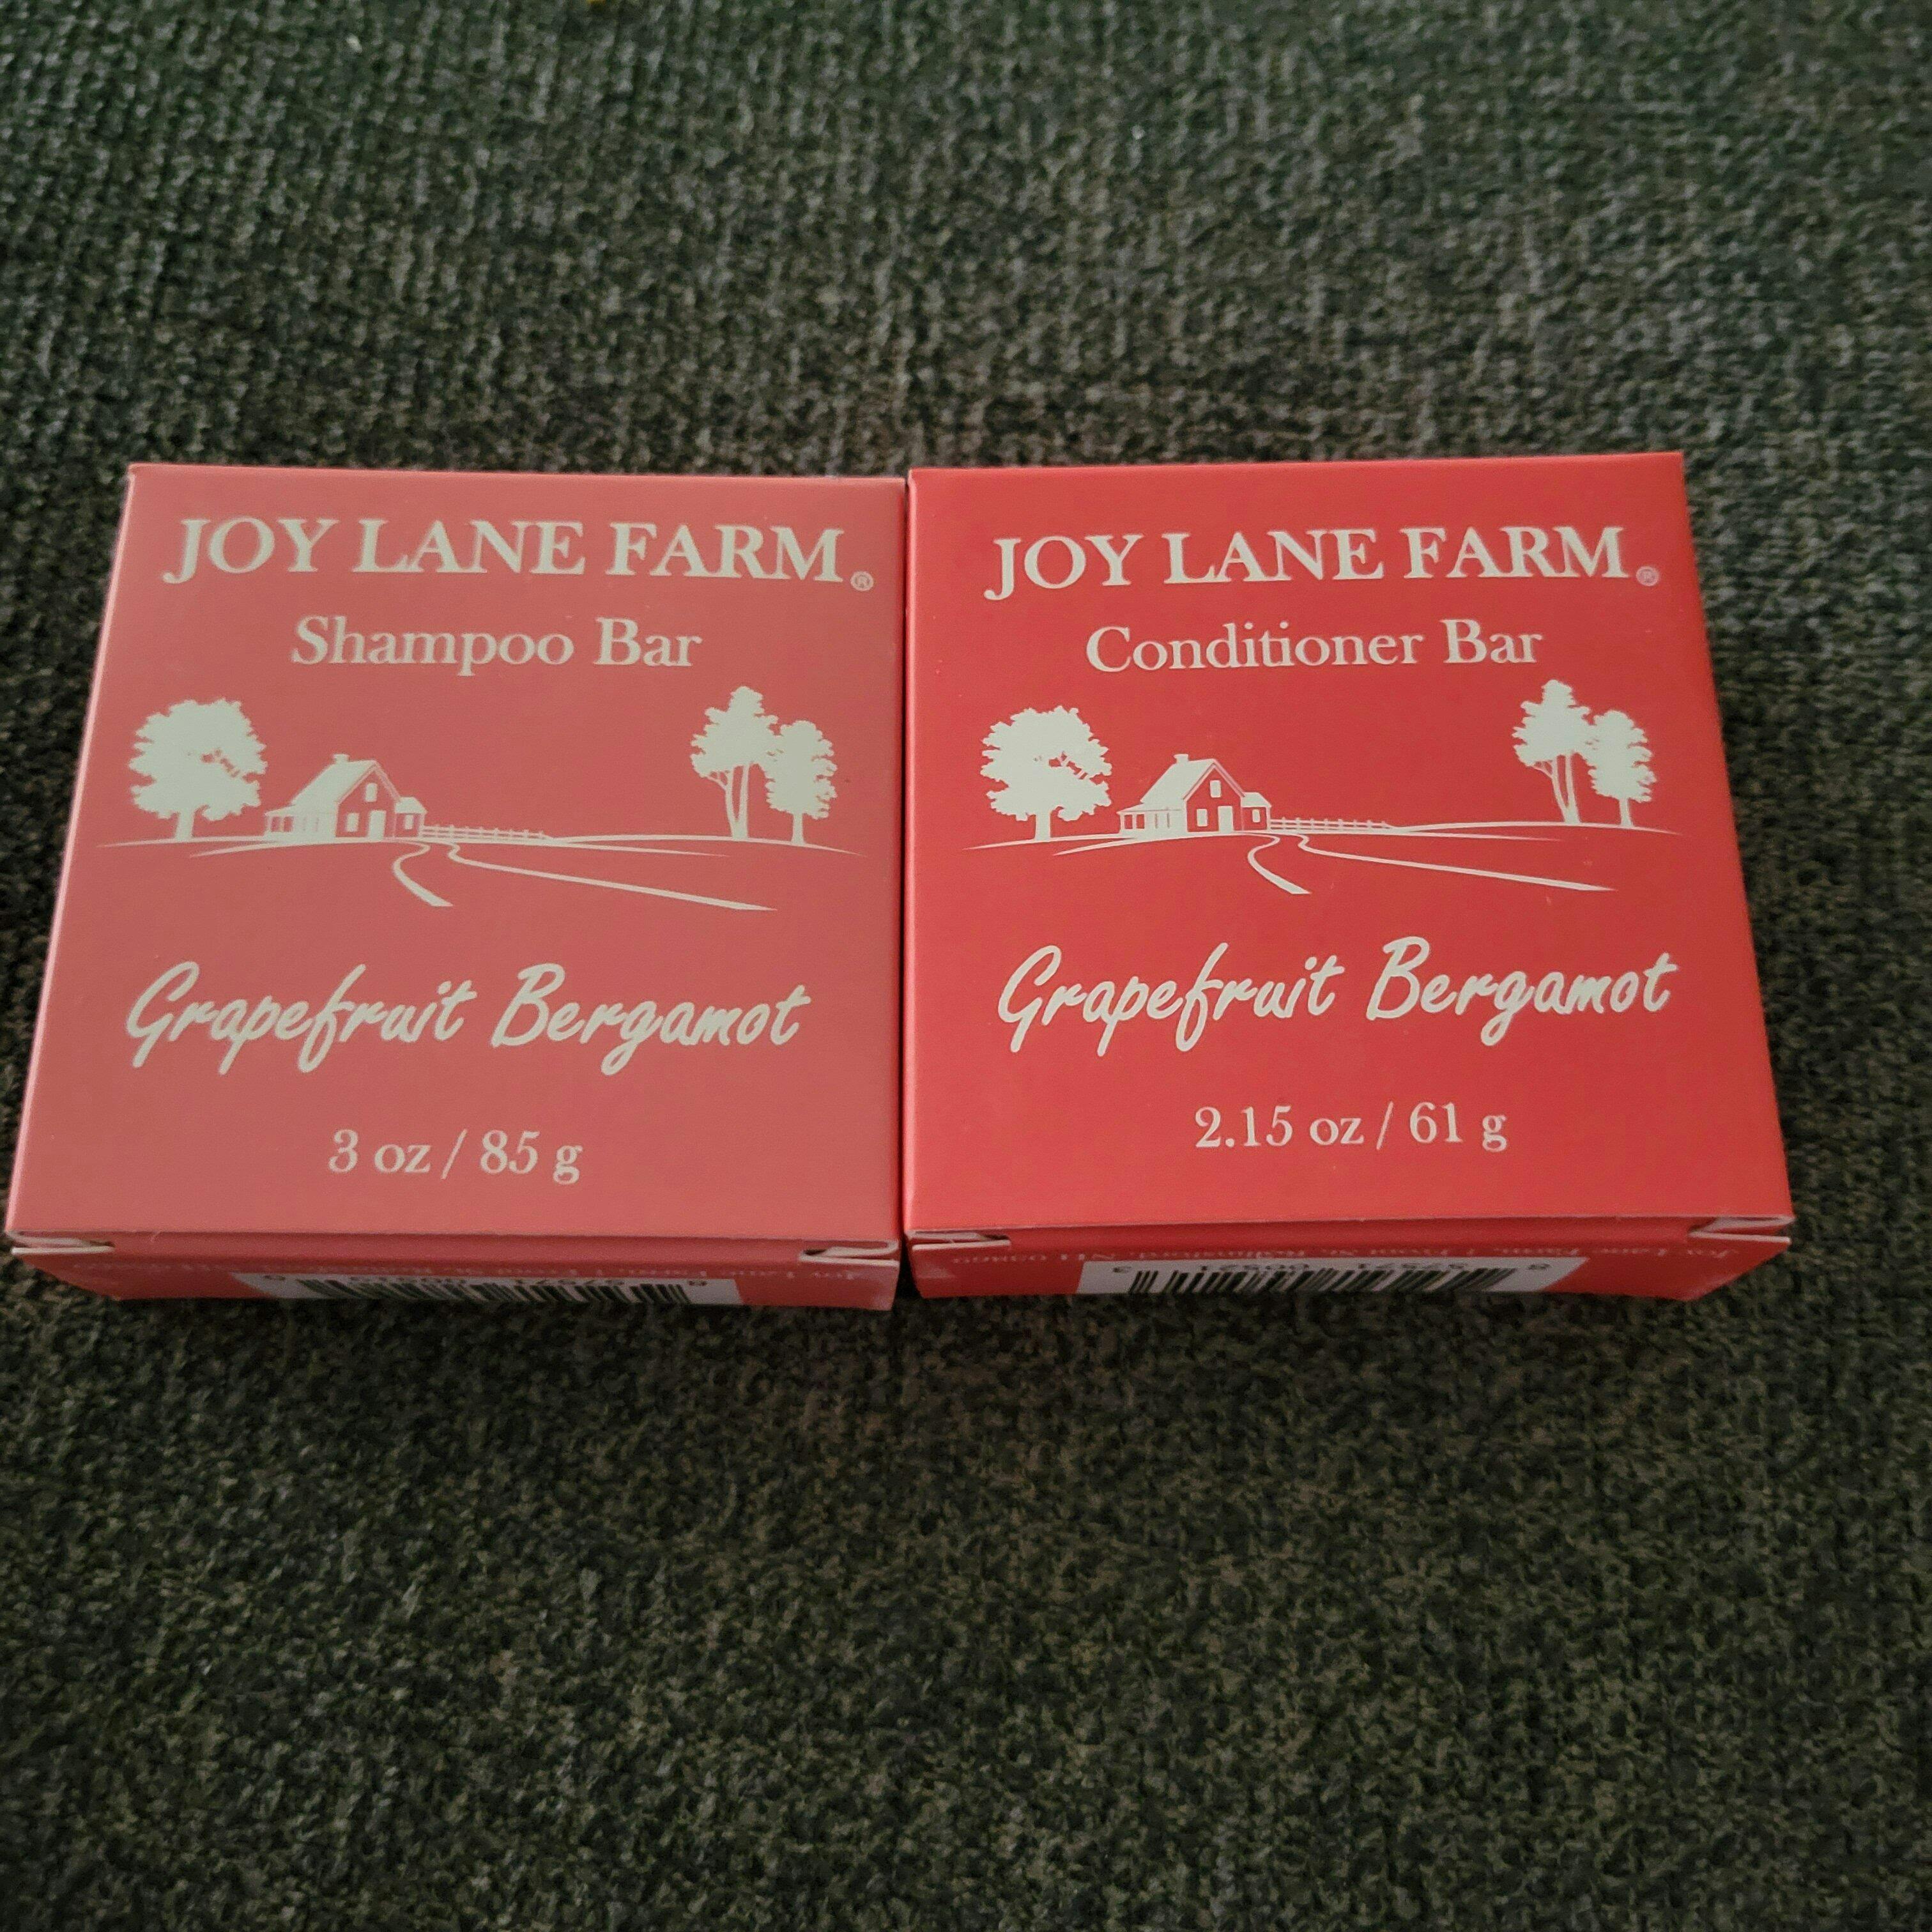 JOY LANE FARM®
Shampoo Bar
Grapefruit Bergamot
3 oz / 85 g
JOY LANE FARM®
Conditioner Bar
Grapefruit Bergamot
2.15 oz / 61 g